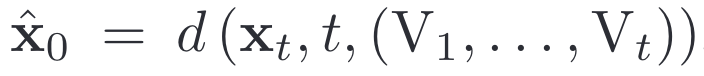 x̂₀ = d (xₜ, t, (V₁, . . . , Vₜ))